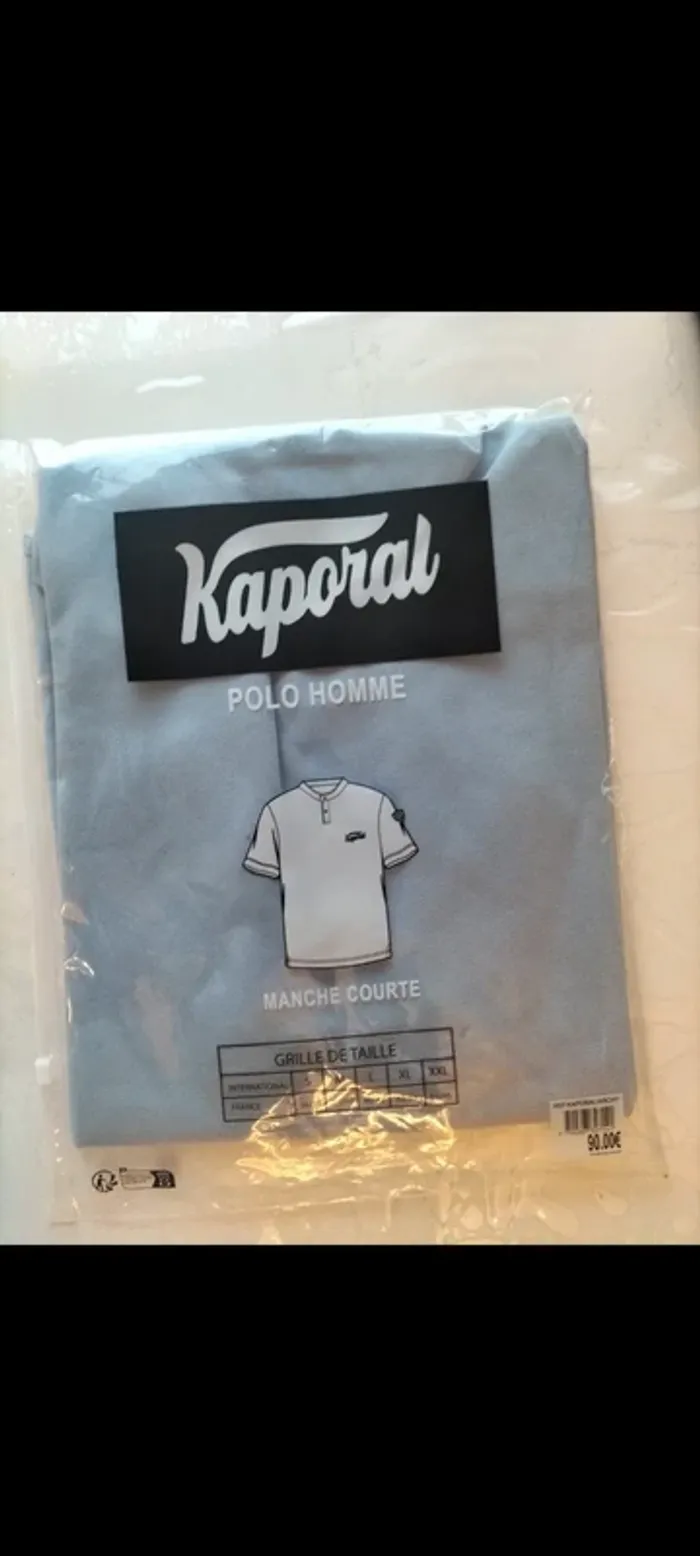 Kaporal
POLO HOMME
MANCHE COURTE
GRILLE DE TAILLE
INTERNATIONAL S L XL XXL
FRANCE
90.00€